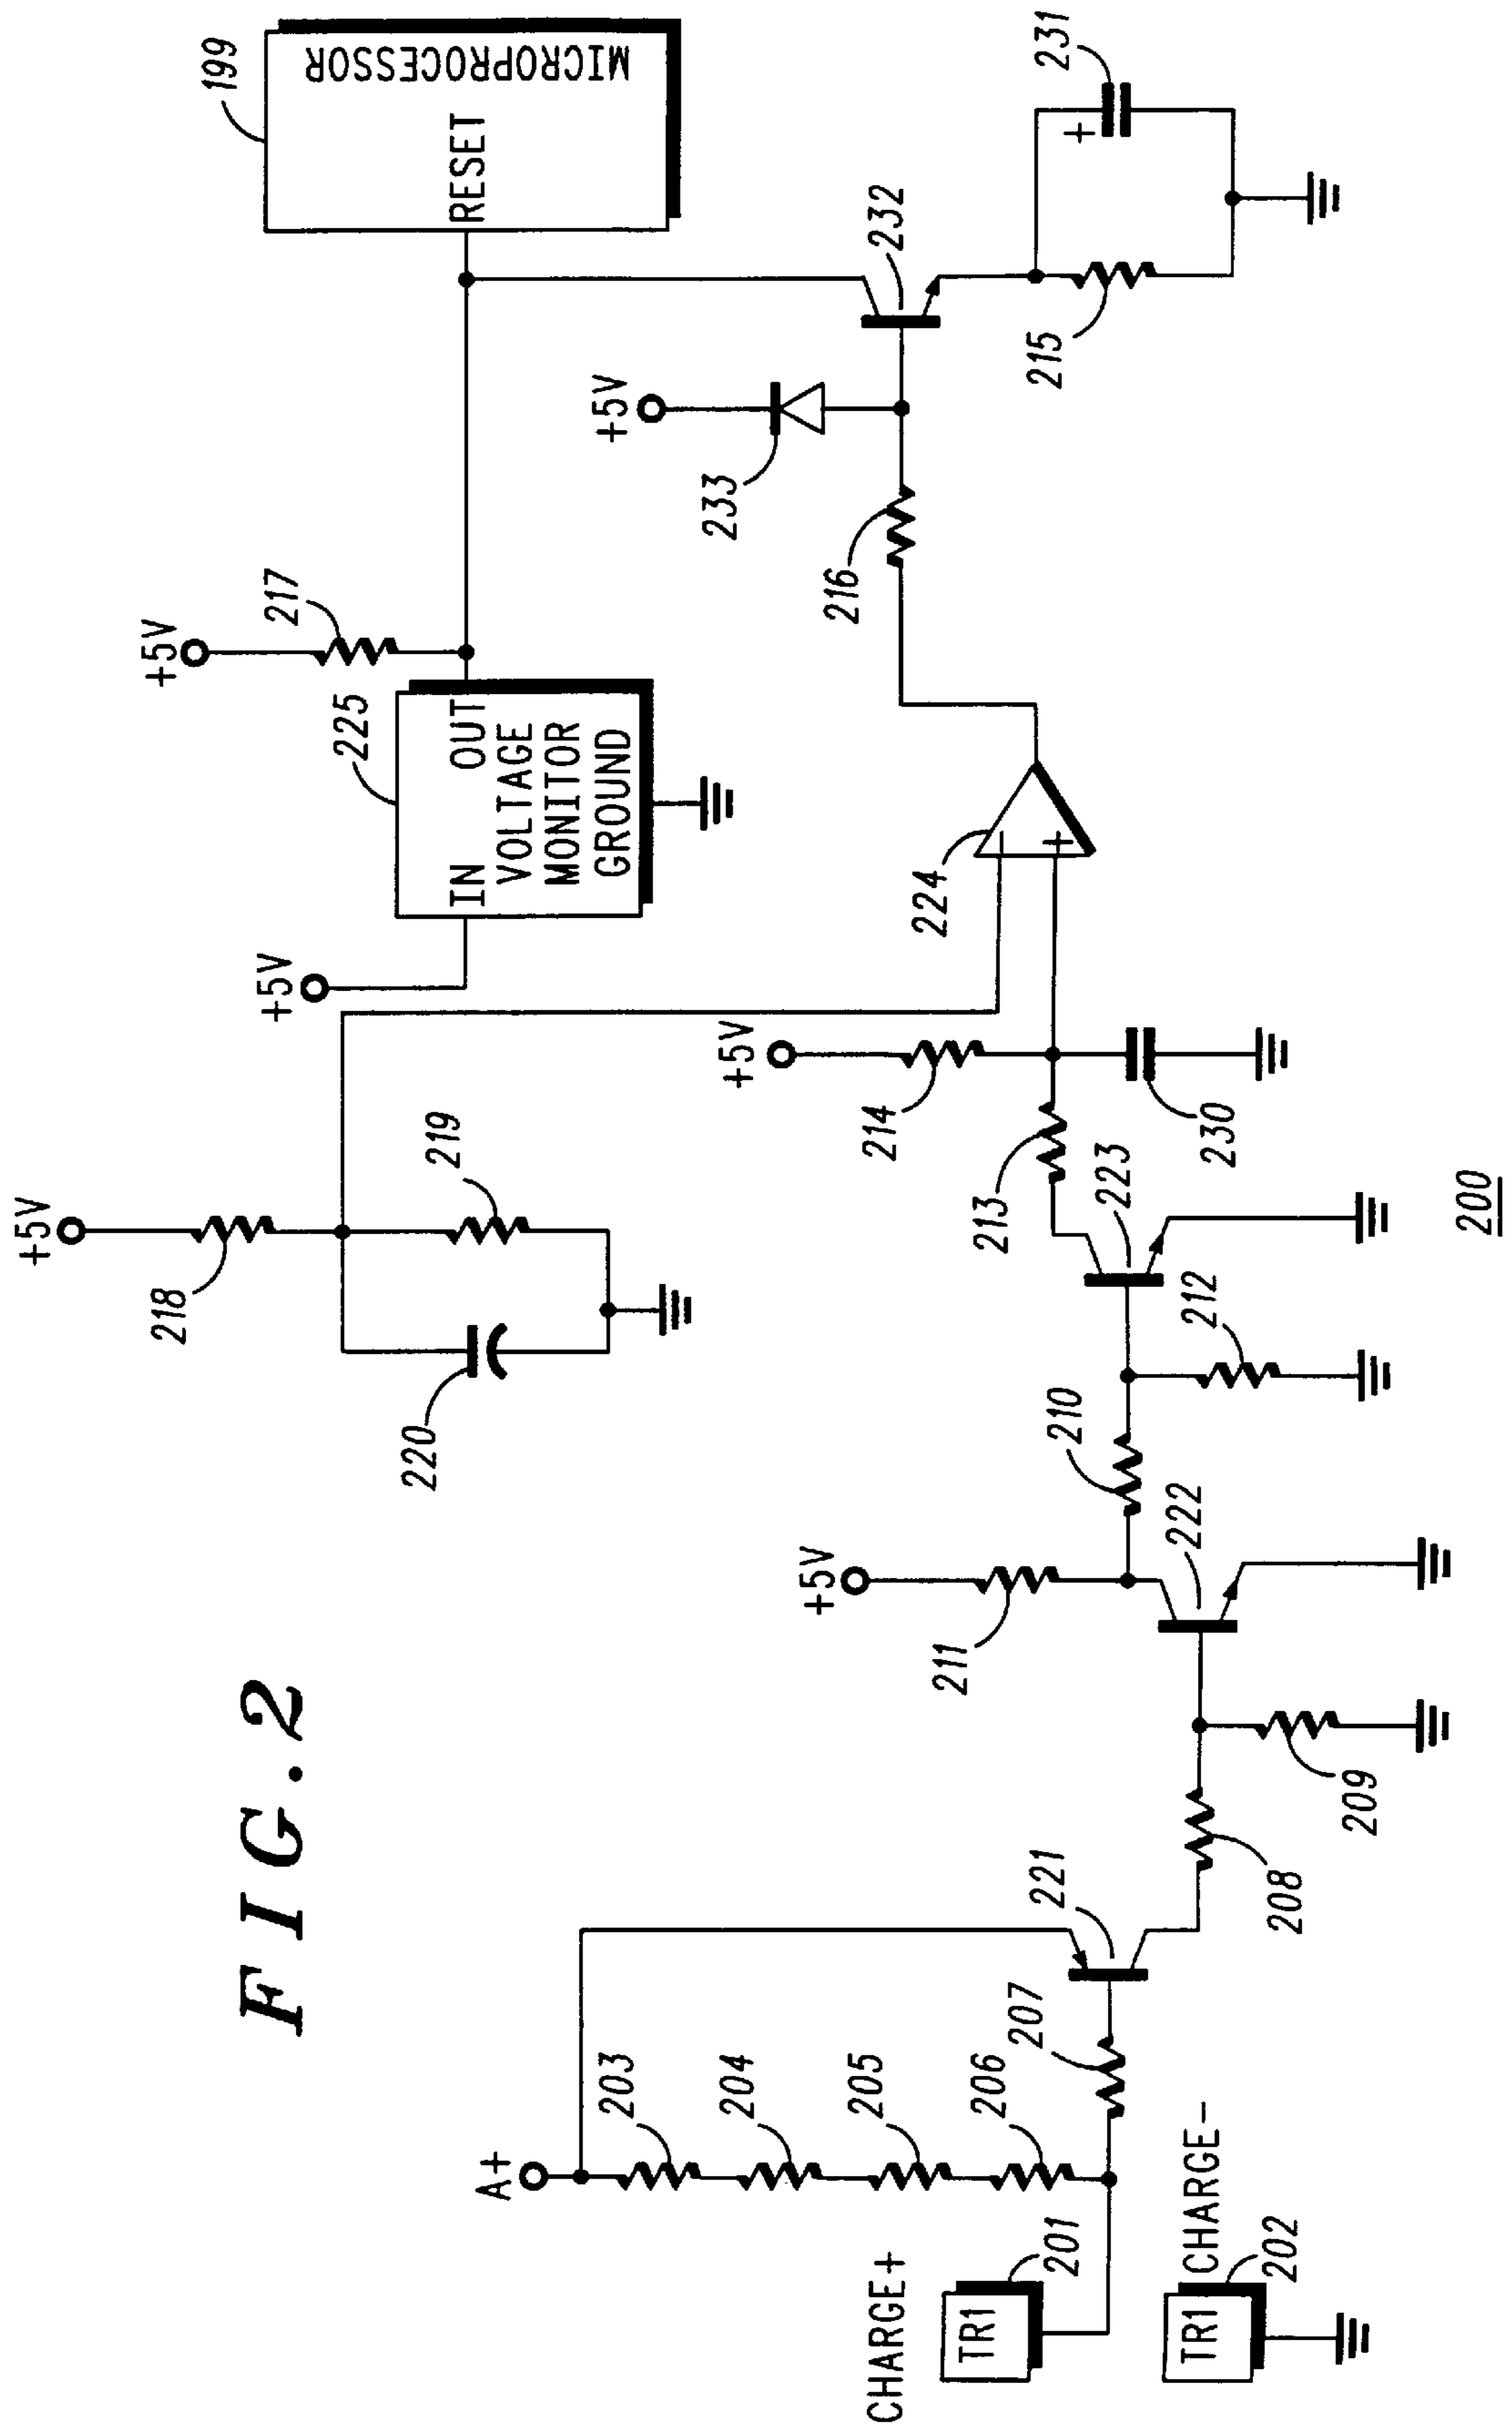 FIG.2
A+
203
204
205
206
207
221
208
209
CHARGE+
TR1
201
CHARGE-
TR1
202
+5V
211
222
210
212
223
213
+5V
214
230
+5V
218
219
220
224
+5V
225
IN OUT
VOLTAGE
MONITOR
GROUND
+5V
217
216
+5V
233
232
215
+
231
199
RESET
MICROPROCESSOR
-
+
200